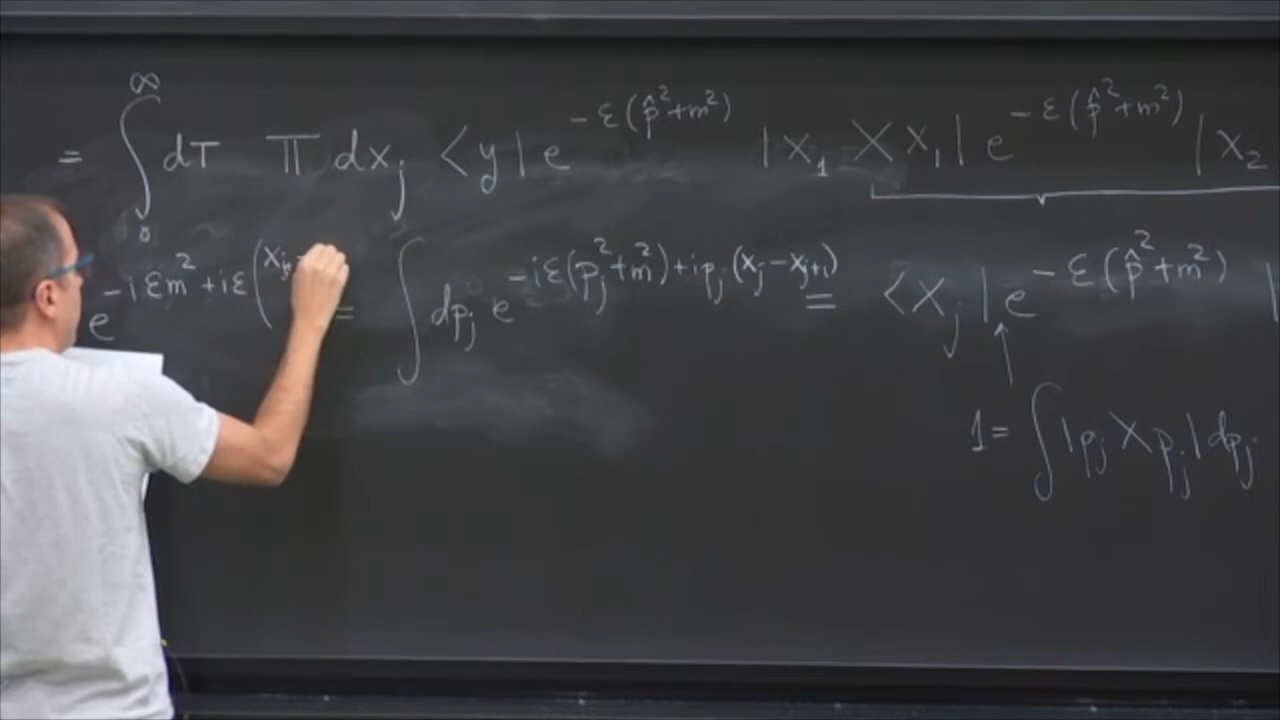 = ∫₀^∞ dT Π dx_j <y| e^{-ε(p̂²+m²)} |x₁><x₁| e^{-ε(p̂²+m²)} |x₂
e^{-iεm²+iε(x_j = ∫ dp_j e^{-iε(p_j²+m²)+ip_j(x_j-x_{j+1})} = <x_j| e^{-ε(p̂²+m²)} |
1= ∫ |p_j><p_j| dp_j